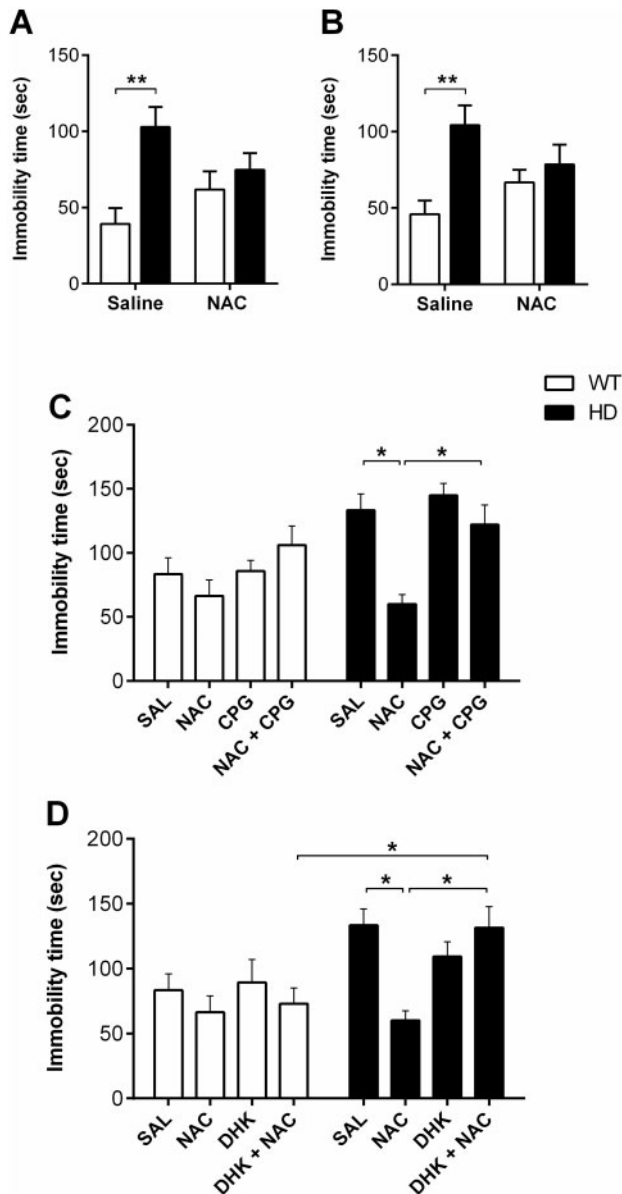 A
Immobility time (sec)
150
100
50
0
**
Saline
NAC
B
Immobility time (sec)
150
100
50
0
**
Saline
NAC
WT
HD
C
Immobility time (sec)
200
150
100
50
0
*
*
SAL
NAC
CPG
NAC + CPG
SAL
NAC
CPG
NAC + CPG
D
Immobility time (sec)
200
150
100
50
0
*
*
*
SAL
NAC
DHK
DHK + NAC
SAL
NAC
DHK
DHK + NAC